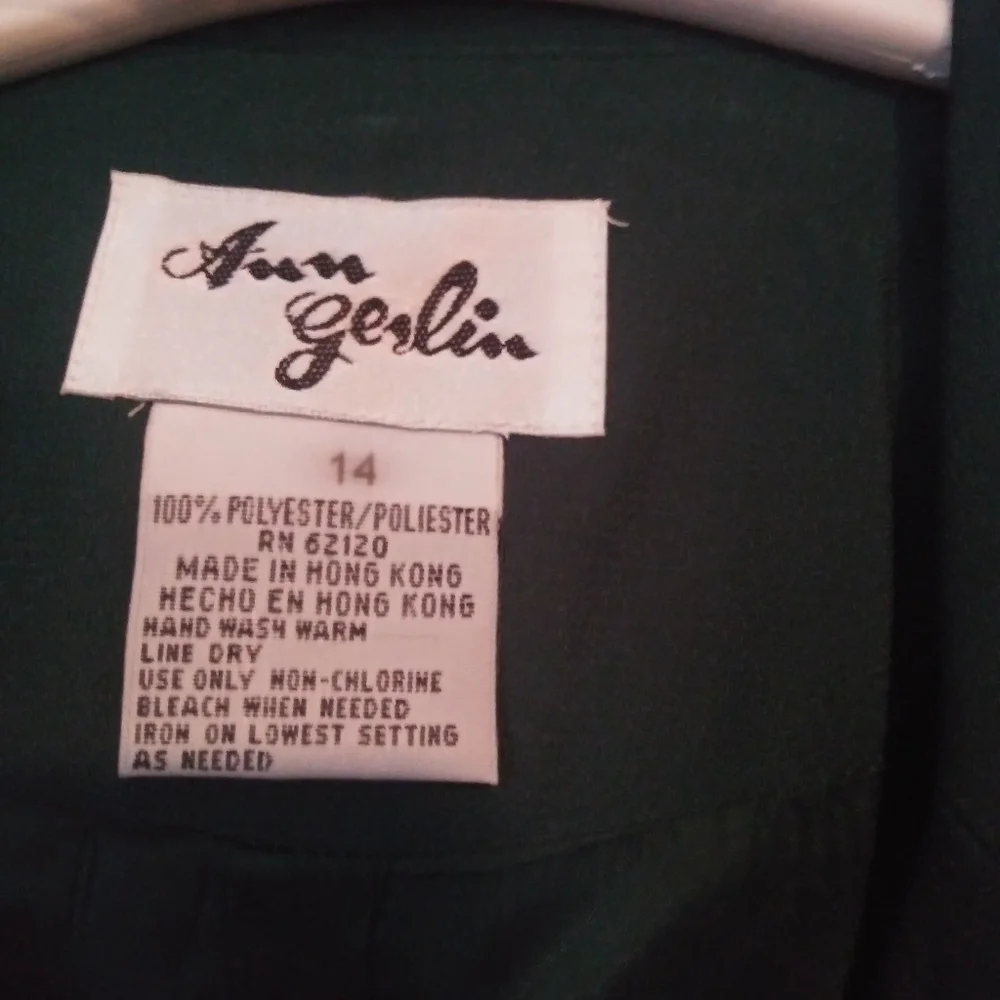 Ann
Gerlin
14
100% POLYESTER/POLIESTER
RN 62120
MADE IN HONG KONG
HECHO EN HONG KONG
HAND WASH WARM
LINE DRY
USE ONLY NON-CHLORINE
BLEACH WHEN NEEDED
IRON ON LOWEST SETTING
AS NEEDED